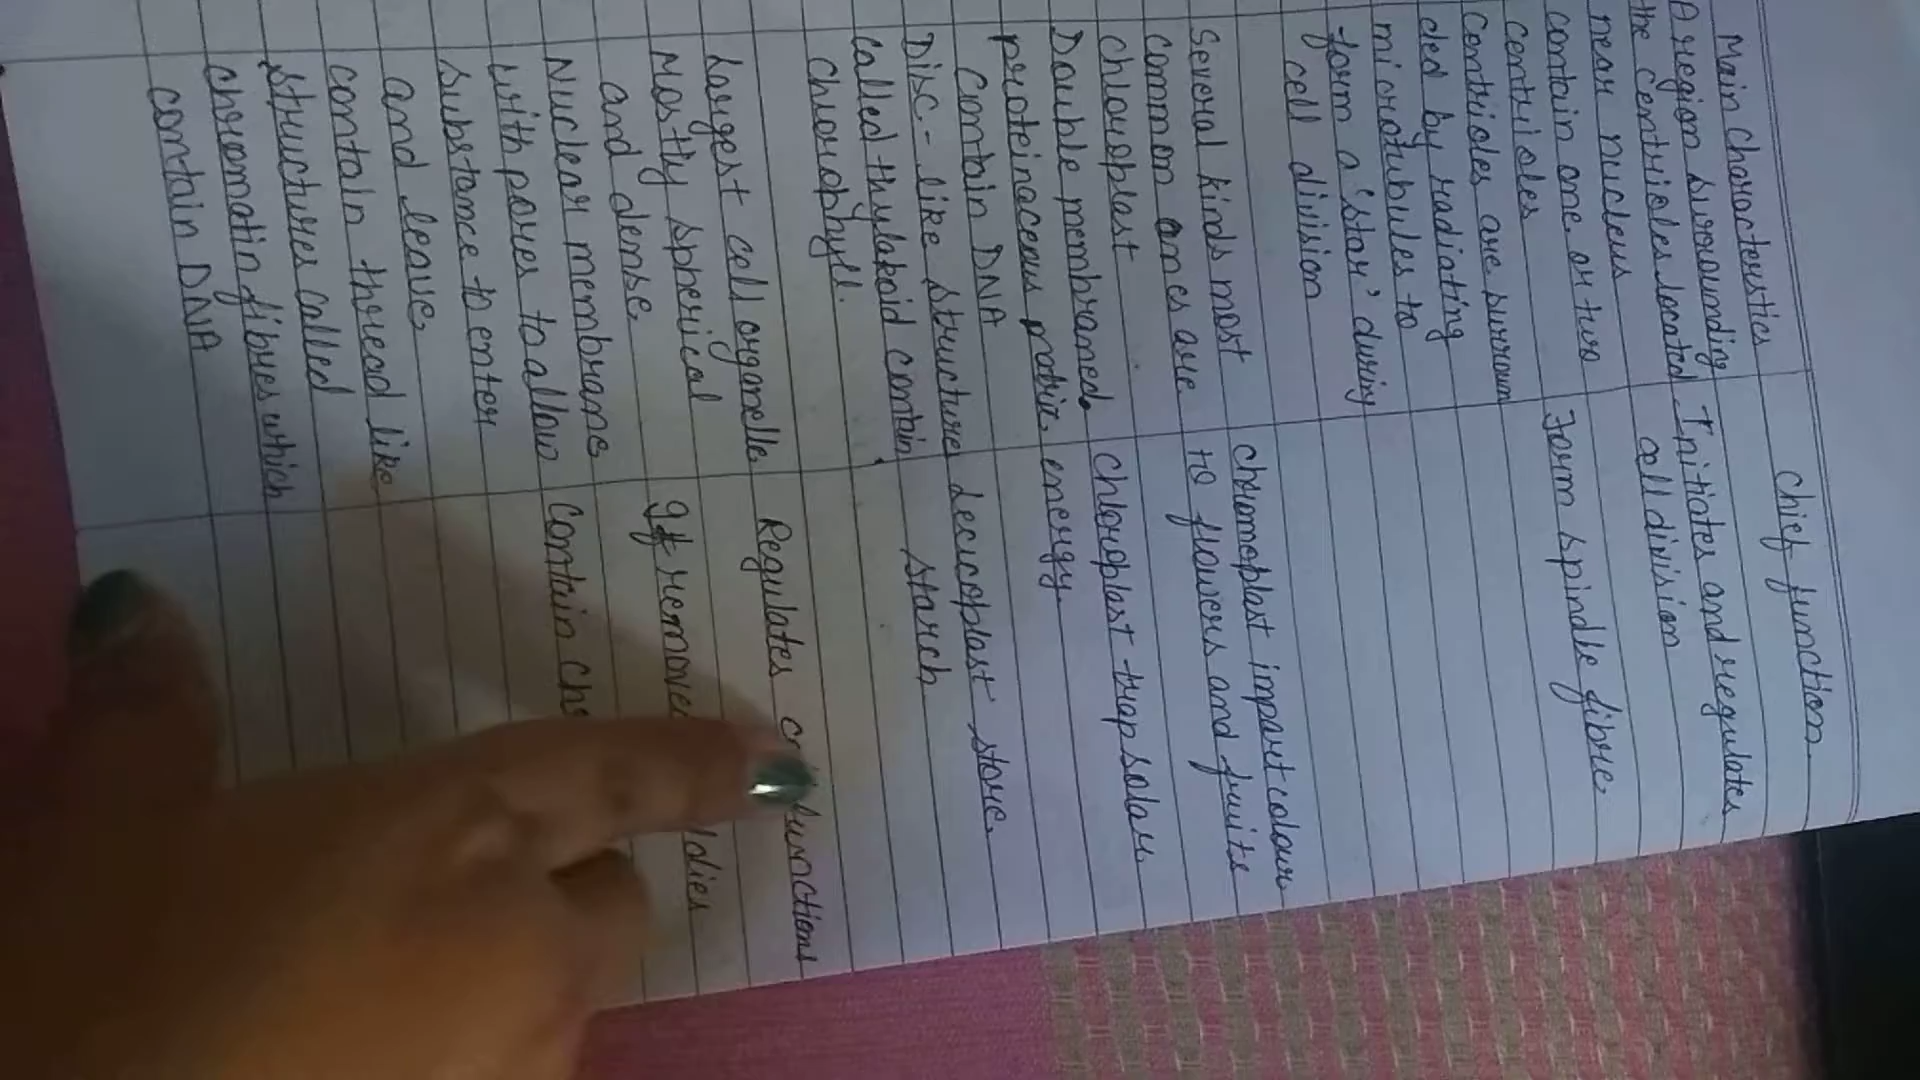 Main characterstics
A region surrounding
the centrioles located
near nucleus
contain one or two
centrioles
Centrioles are surroun
ded by radiating
microtubules to
form a 'star' during
cell division
Several kinds most
common ones are
chloroplast
Double membraned.
proteinaceous
Contain DNA
Disc-like structure
called thylakoid contain
Chlorophyll.
Largest cell organelle
Mostly spherical
and dense.
Nuclear membrane
with pores to allow
substance to enter
and leave.
contain thread like
structures called
chromatin fibres which
contain DNA
Chief function
Initiates and regulates
cell division
Form spindle fibre.
chromoplast impart colour
to flowers and fruits
Chloroplast trap solar
energy.
Leucoplast store
starch
Regulates functions
If dies
contain